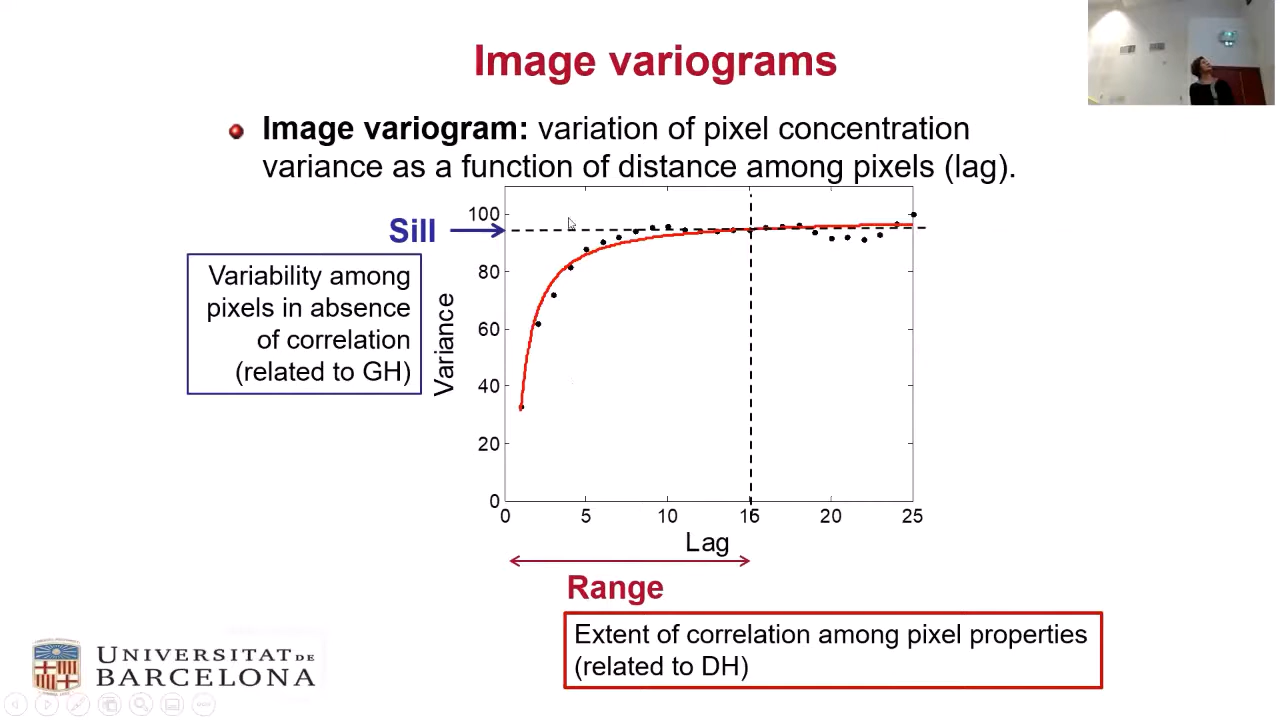 Image variograms
Image variogram: variation of pixel concentration
variance as a function of distance among pixels (lag).
Sill
Variability among
pixels in absence
of correlation
(related to GH)
Variance
100
80
60
40
20
0
0 5 10 15 20 25
Lag
Range
Extent of correlation among pixel properties
(related to DH)
UNIVERSITAT DE
BARCELONA